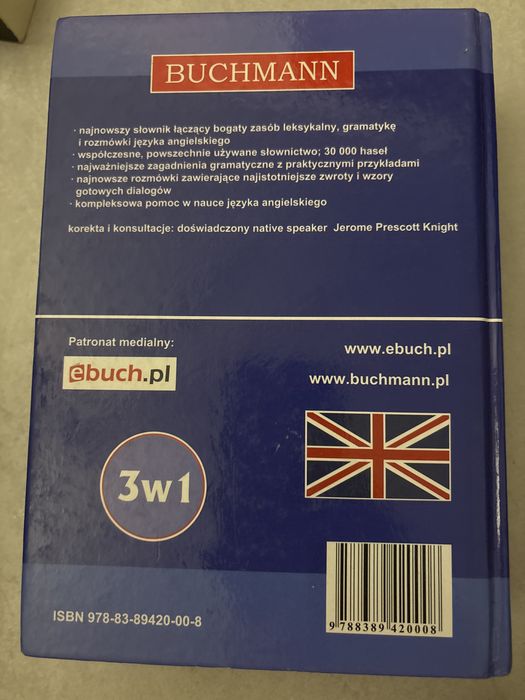 BUCHMANN
· najnowszy słownik łączący bogaty zasób leksykalny, gramatykę
i rozmówki języka angielskiego
· współczesne, powszechnie używane słownictwo; 30 000 haseł
· najważniejsze zagadnienia gramatyczne z praktycznymi przykładami
· najnowsze rozmówki zawierające najistotniejsze zwroty i wzory
gotowych dialogów
· kompleksowa pomoc w nauce języka angielskiego
korekta i konsultacje: doświadczony native speaker Jerome Prescott Knight
Patronat medialny:
ebuch.pl
www.ebuch.pl
www.buchmann.pl
3w1
ISBN 978-83-89420-00-8
9 788389 420008